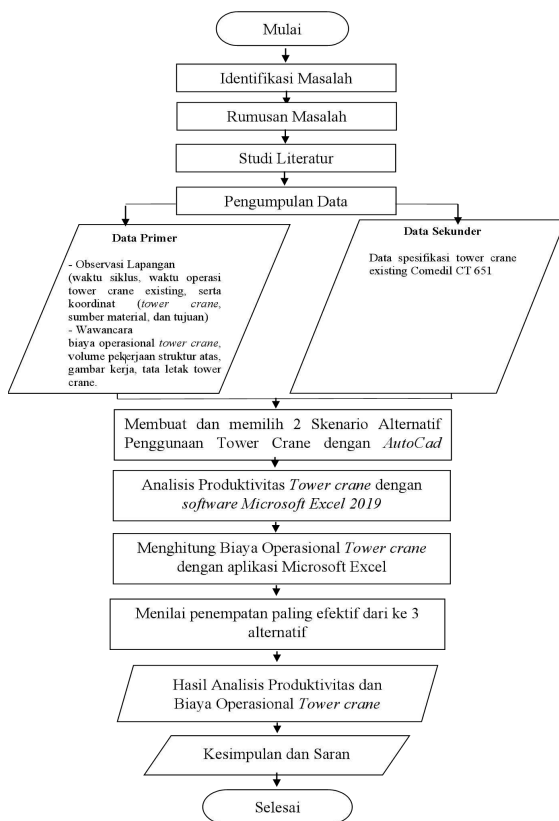 Mulai
Identifikasi Masalah
Rumusan Masalah
Studi Literatur
Pengumpulan Data
Data Primer
- Observasi Lapangan
(waktu siklus, waktu operasi
tower crane existing, serta
koordinat (tower crane,
sumber material, dan tujuan)
- Wawancara
biaya operasional tower crane,
volume pekerjaan struktur atas,
gambar kerja, tata letak tower
crane.
Data Sekunder
Data spesifikasi tower crane
existing Comedil CT 651
Membuat dan memilih 2 Skenario Alternatif
Penggunaan Tower Crane dengan AutoCad
Analisis Produktivitas Tower crane dengan
software Microsoft Excel 2019
Menghitung Biaya Operasional Tower crane
dengan aplikasi Microsoft Excel
Menilai penempatan paling efektif dari ke 3
alternatif
Hasil Analisis Produktivitas dan
Biaya Operasional Tower crane
Kesimpulan dan Saran
Selesai